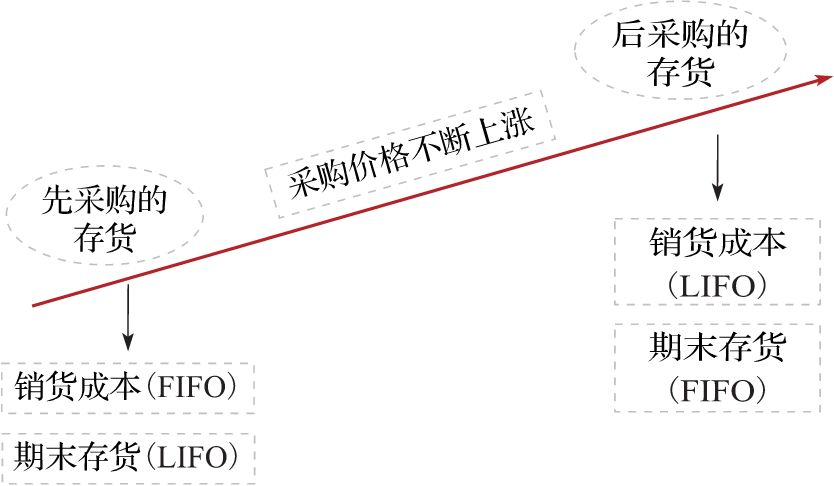 后采购的
存货
采购价格不断上涨
先采购的
存货
销货成本
（LIFO）
期末存货
（FIFO）
销货成本（FIFO）
期末存货（LIFO）